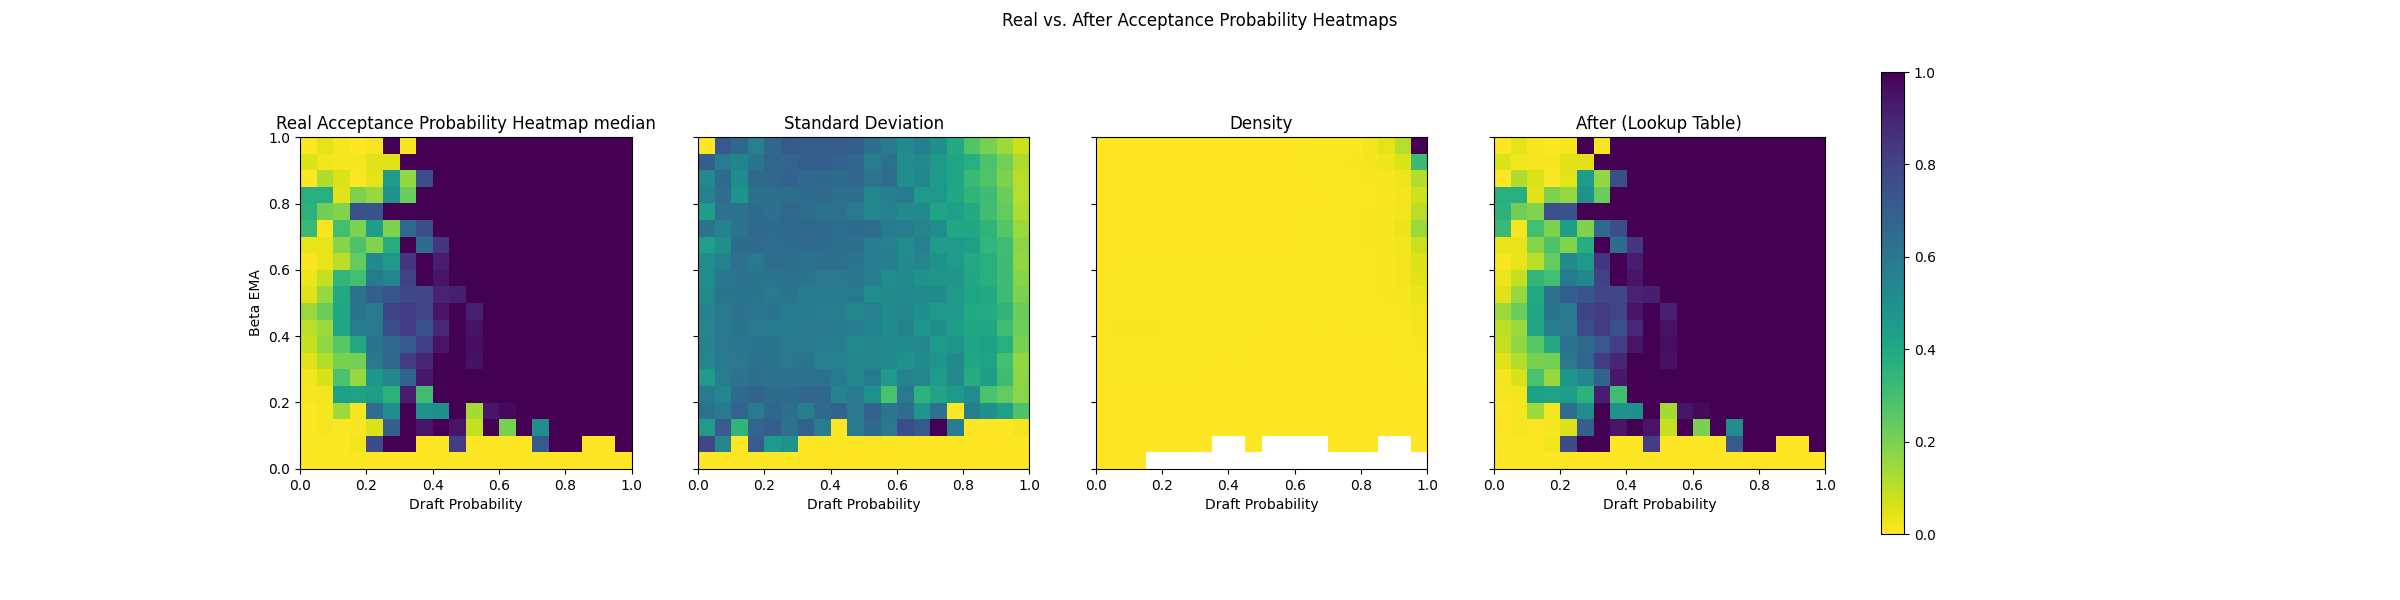 Real vs. After Acceptance Probability Heatmaps
Real Acceptance Probability Heatmap median
Standard Deviation
Density
After (Lookup Table)
Beta EMA
1.0
0.8
0.6
0.4
0.2
0.0
0.0 0.2 0.4 0.6 0.8 1.0
0.0 0.2 0.4 0.6 0.8 1.0
0.0 0.2 0.4 0.6 0.8 1.0
0.0 0.2 0.4 0.6 0.8 1.0
Draft Probability
Draft Probability
Draft Probability
Draft Probability
1.0
0.8
0.6
0.4
0.2
0.0